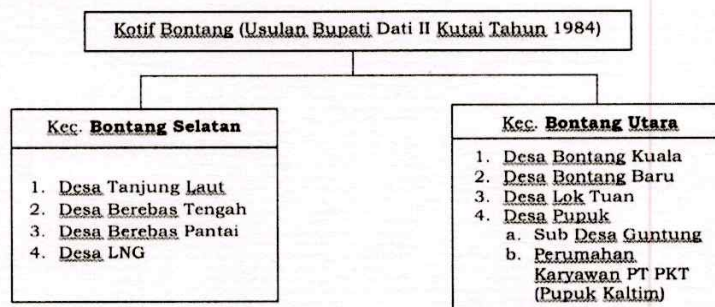 Kotif Bontang (Usulan Bupati Dati II Kutai Tahun 1984)
Kec. Bontang Selatan
1. Desa Tanjung Laut
2. Desa Berebas Tengah
3. Desa Berebas Pantai
4. Desa LNG
Kec. Bontang Utara
1. Desa Bontang Kuala
2. Desa Bontang Baru
3. Desa Lok Tuan
4. Desa Pupuk
a. Sub Desa Guntung
b. Perumahan
Karyawan PT PKT
(Pupuk Kaltim)